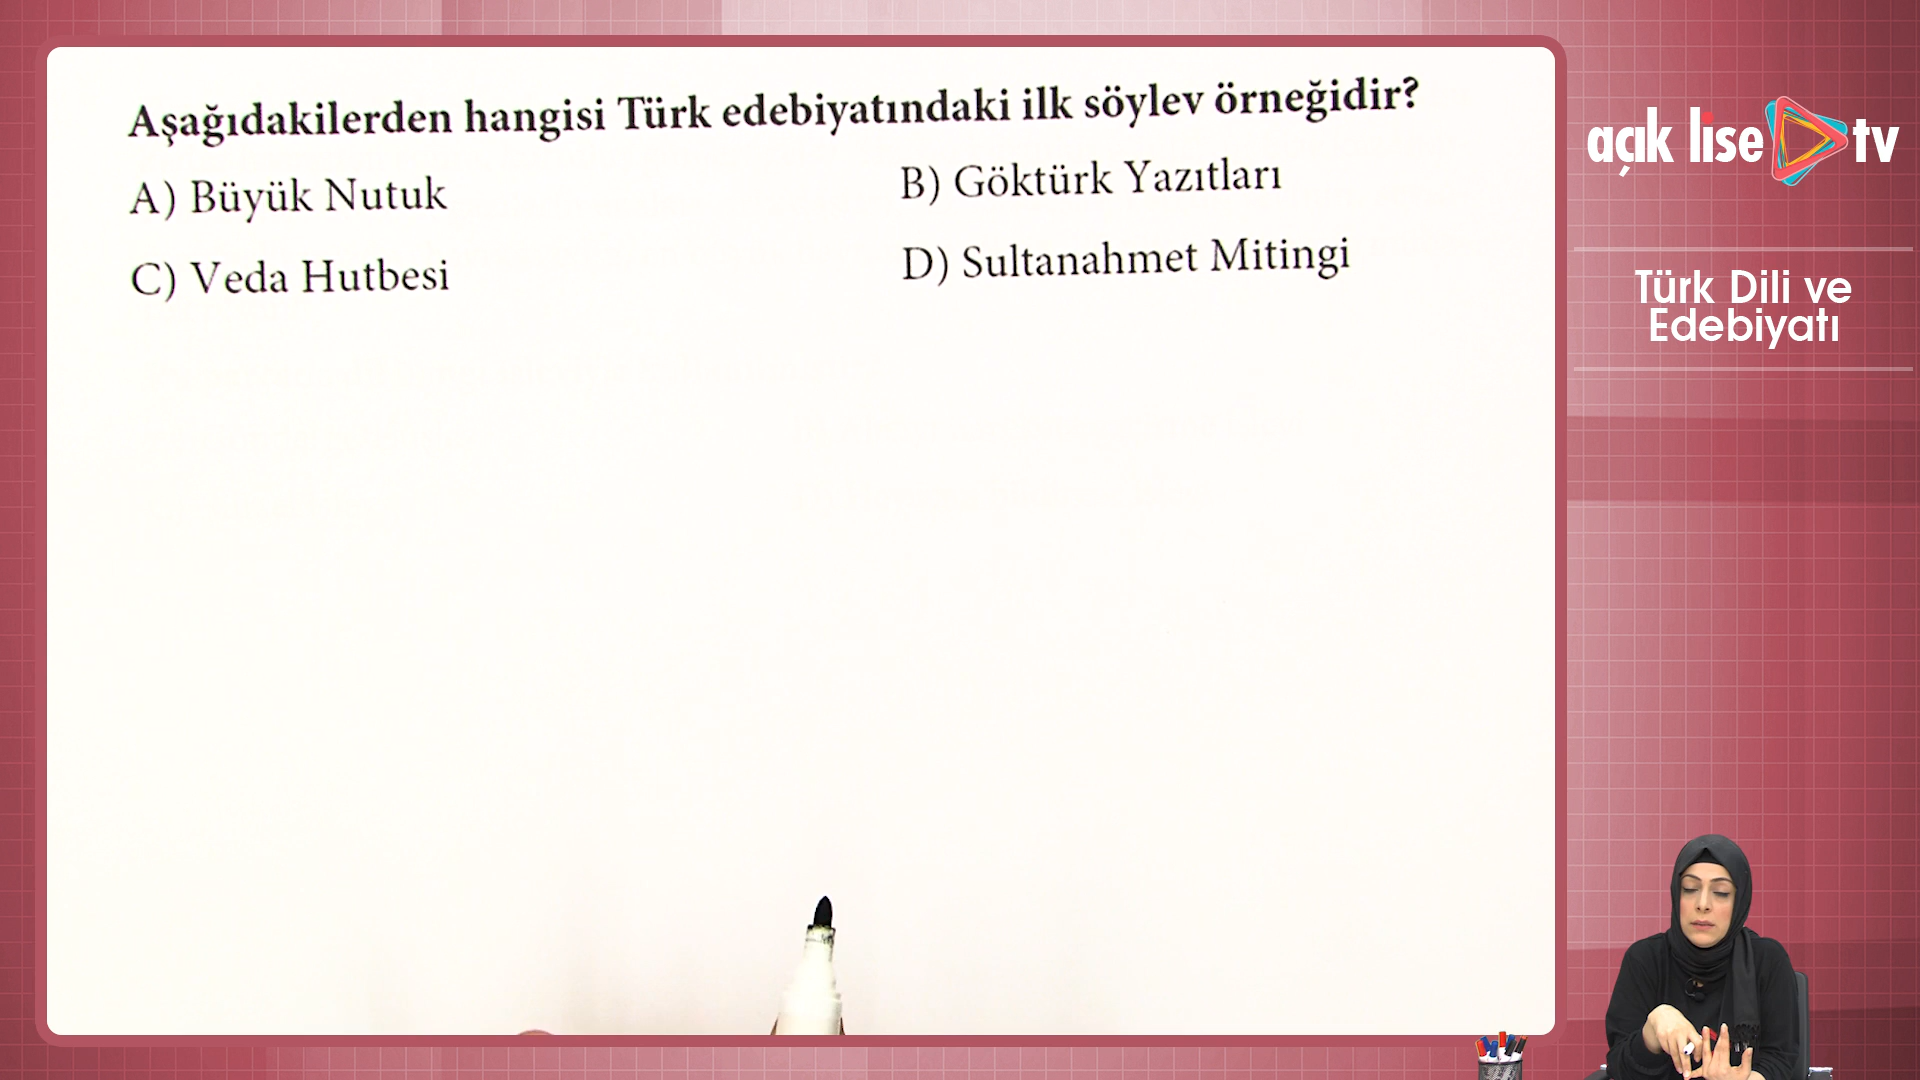 Aşağıdakilerden hangisi Türk edebiyatındaki ilk söylev örneğidir?
A) Büyük Nutuk
B) Göktürk Yazıtları
C) Veda Hutbesi
D) Sultanahmet Mitingi
açık lise tv
Türk Dili ve
Edebiyatı